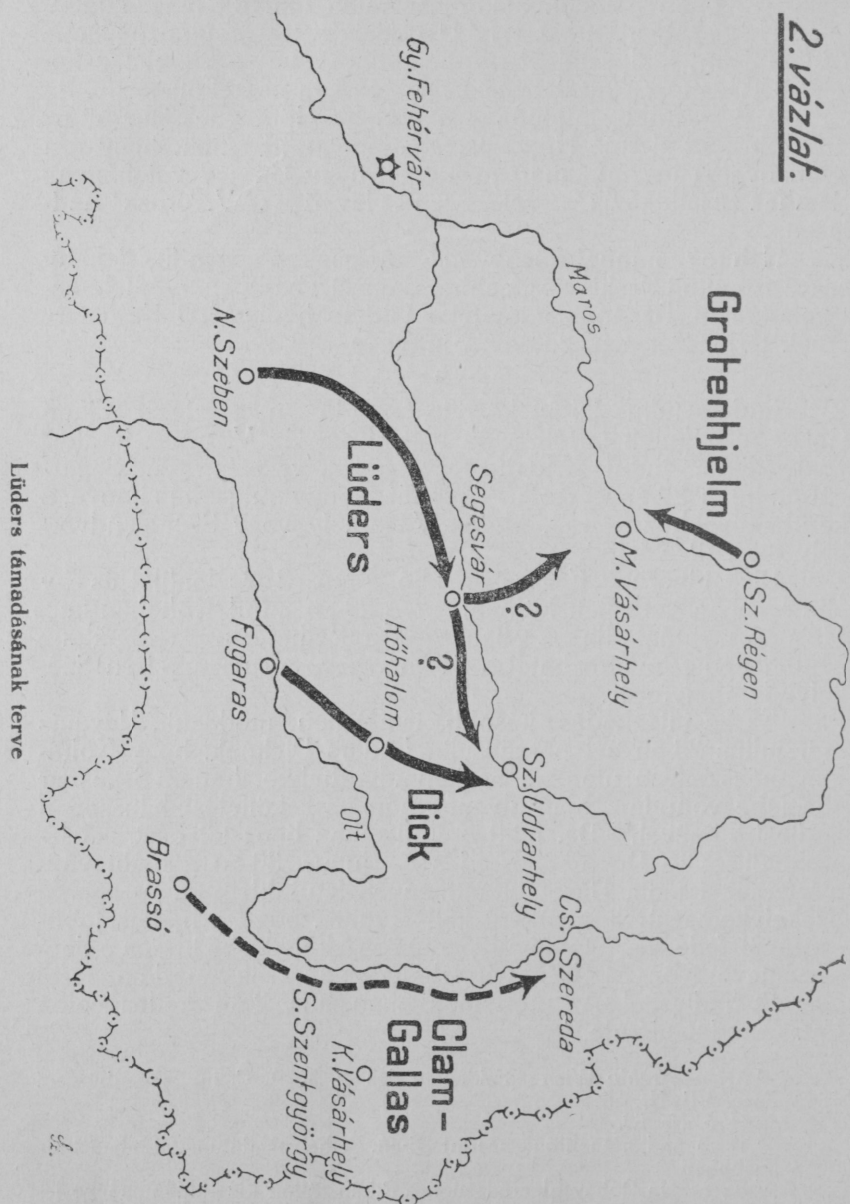 2. vázlat.
Grotenhjelm
Sz. Régen
Maros
M. Vásárhely
Gy. Fehérvár
Segesvár
?
?
N. Szeben
Lüders
Sz. Udvarhely
Kőhalom
Dick
Cs. Szereda
Fogaras
Olt
Clam-
Gallas
K. Vásárhely
S. Szentgyörgy
Brassó
Lüders támadásának terve